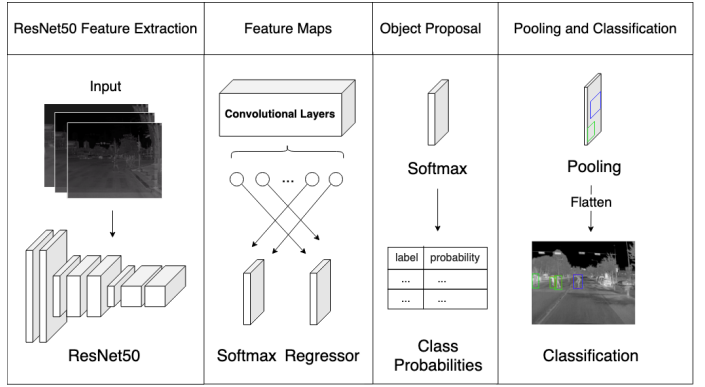 ResNet50 Feature Extraction
Feature Maps
Object Proposal
Pooling and Classification
Input
ResNet50
Convolutional Layers
...
Softmax Regressor
Softmax
label probability
... ...
... ...
Class
Probabilities
Pooling
Flatten
Classification